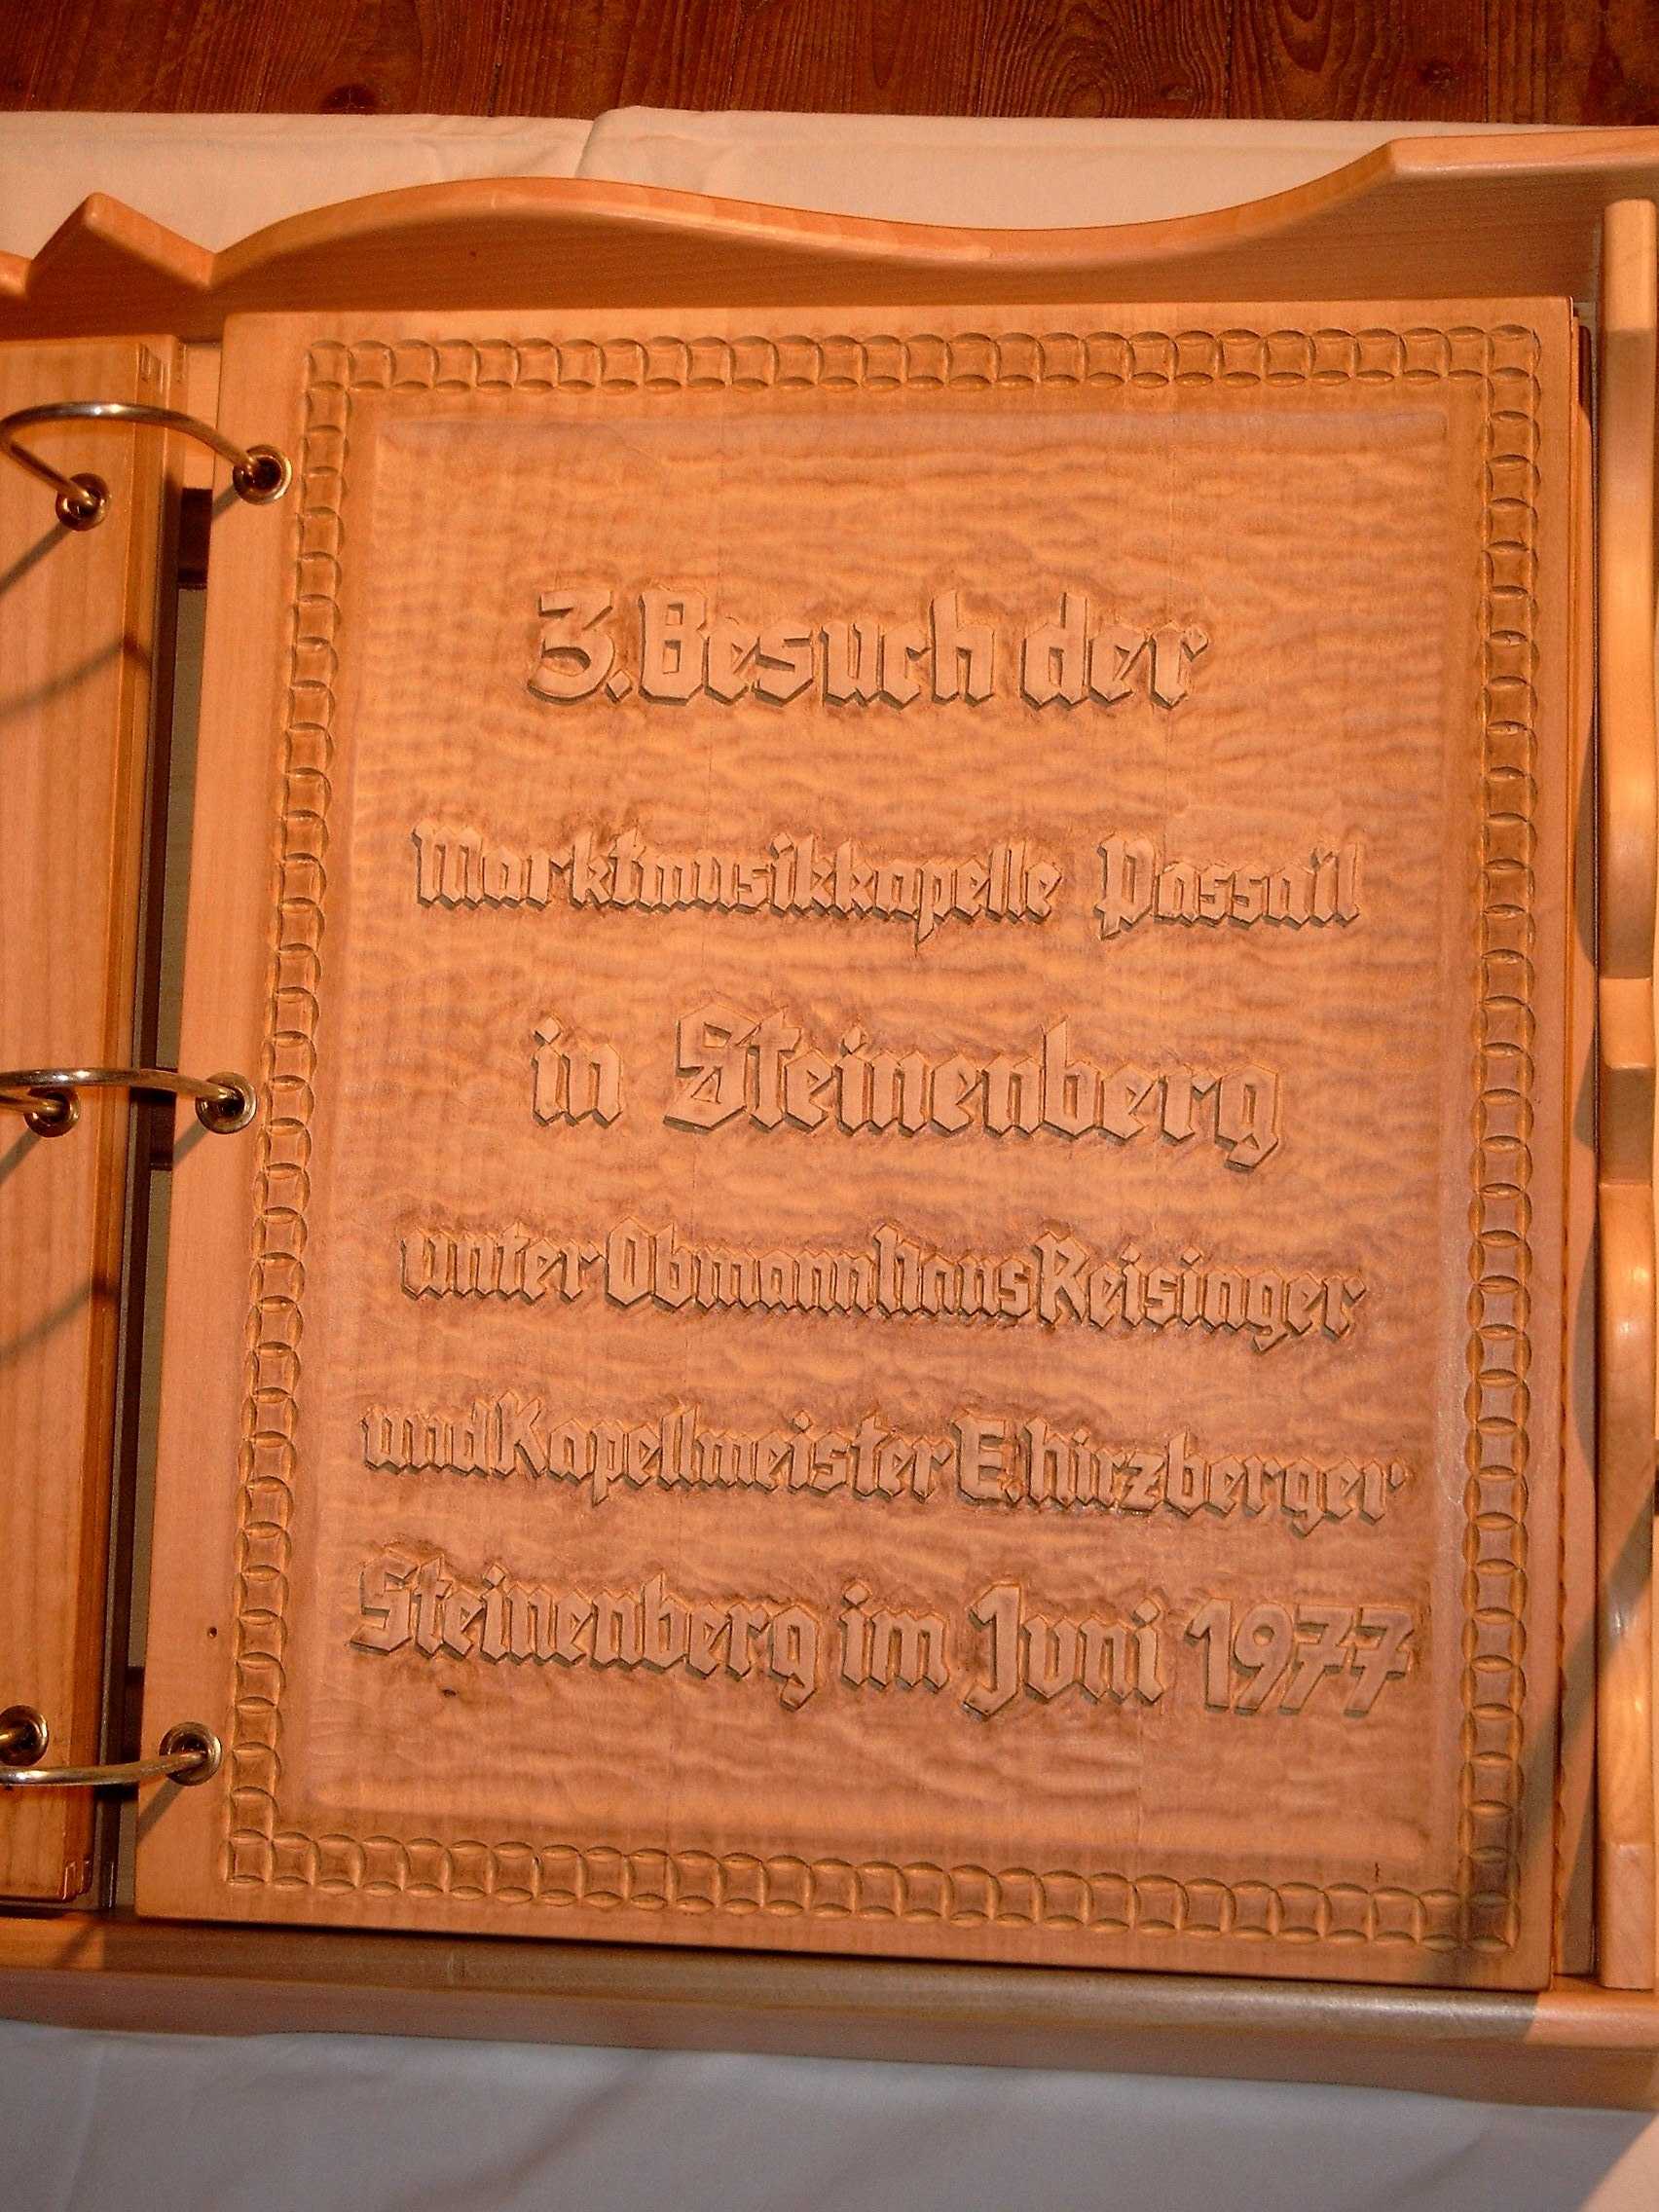 3. Besuch der
Marktmusikkapelle Passail
in Steinenberg
unter Obmann Hans Reisinger
und Kapellmeister E. hirzberger
Steinenberg im Juni 1977